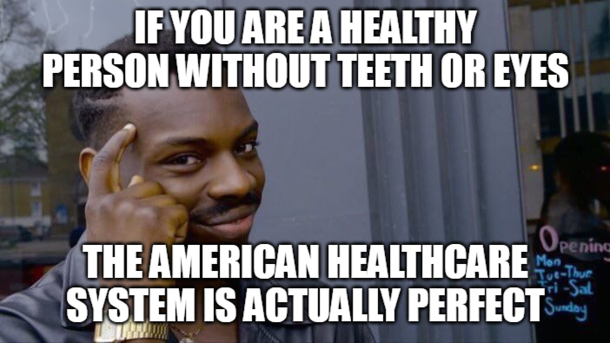 IF YOU ARE A HEALTHY
PERSON WITHOUT TEETH OR EYES
THE AMERICAN HEALTHCARE
SYSTEM IS ACTUALLY PERFECT
Opening
Mon
Tue-Thur
Fri-Sat
Sunday